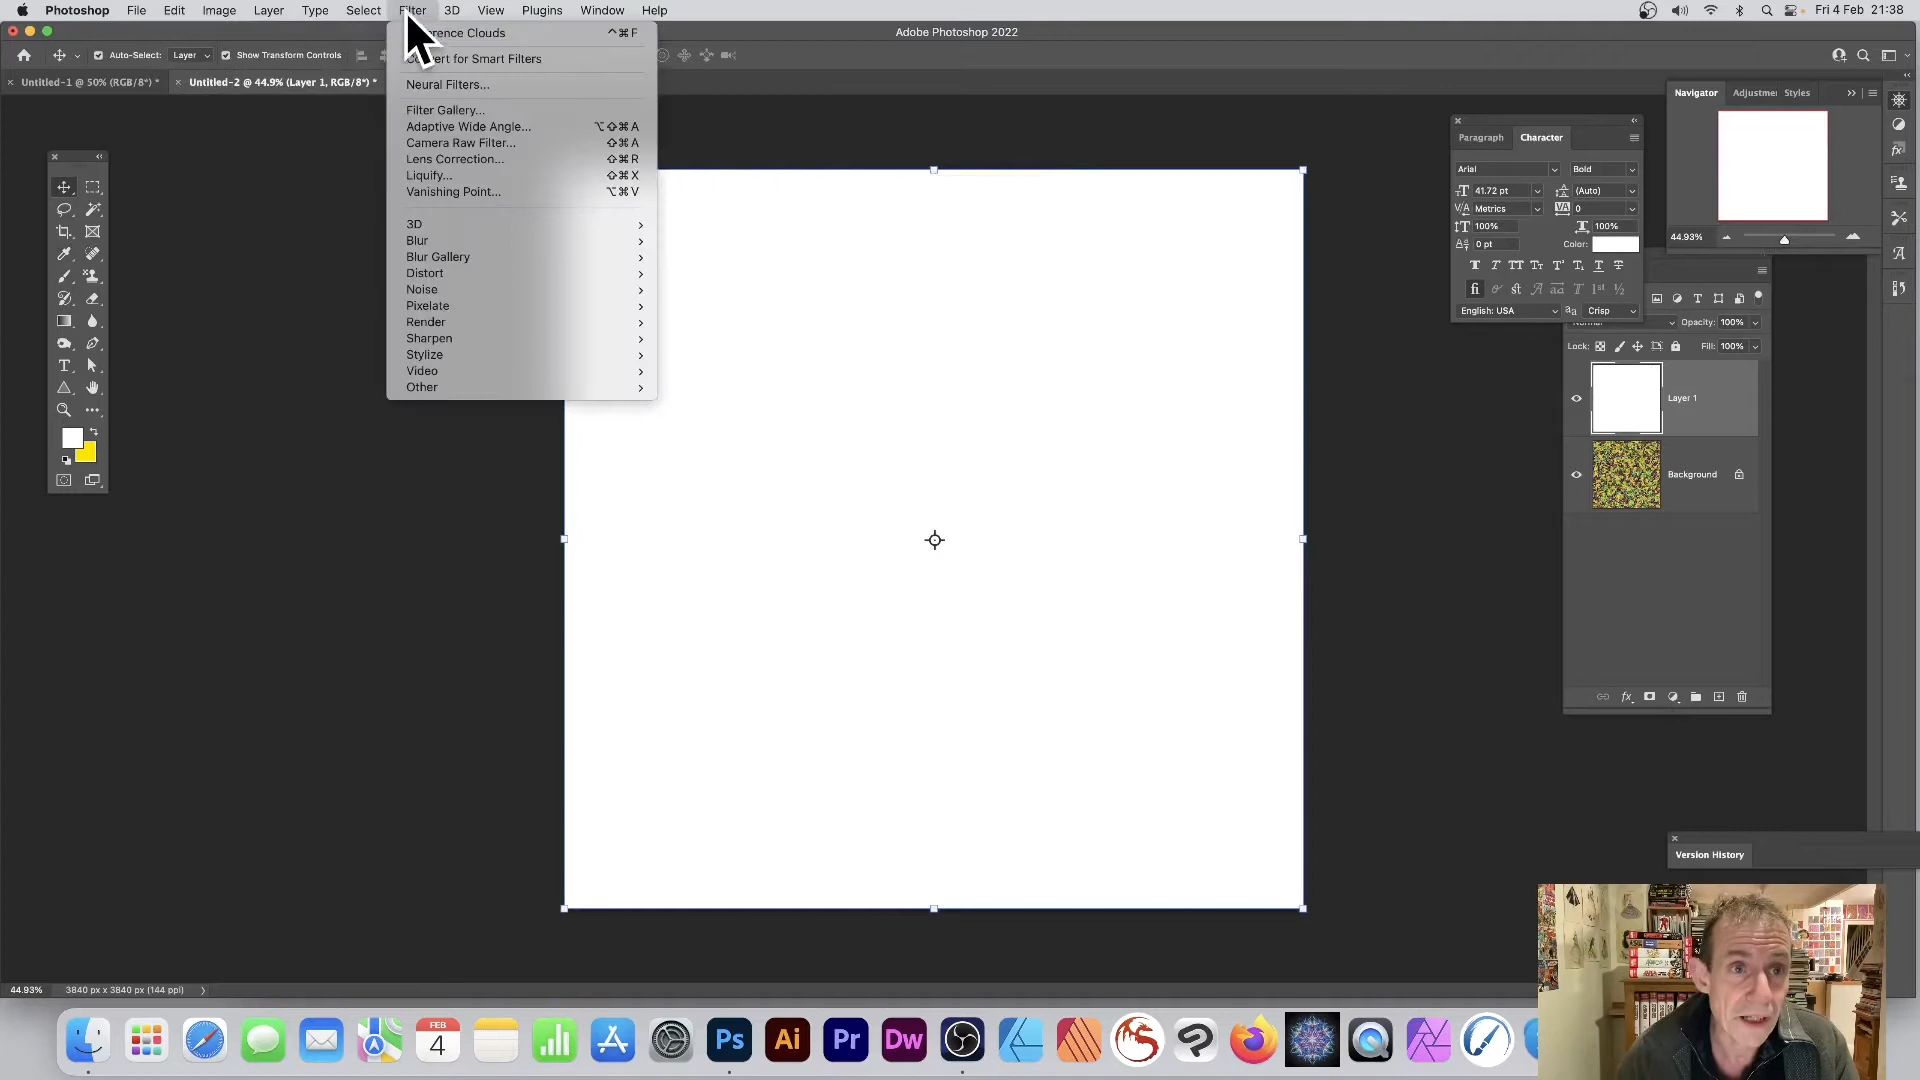 Photoshop File Edit Image Layer Type Select Filter 3D View Plugins Window Help Fri 4 Feb 21:38
Adobe Photoshop 2022
Auto-Select: Layer Show Transform Controls
Untitled-1 @ 50% (RGB/8*) * Untitled-2 @ 44.9% (Layer 1, RGB/8*) *
Clouds ^⌘F
for Smart Filters
Neural Filters...
Filter Gallery...
Adaptive Wide Angle... ⌥⇧⌘A
Camera Raw Filter... ⇧⌘A
Lens Correction... ⇧⌘R
Liquify... ⇧⌘X
Vanishing Point... ⌥⌘V
3D
Blur
Blur Gallery
Distort
Noise
Pixelate
Render
Sharpen
Stylize
Video
Other
Navigator Adjustme Styles
44.93%
Paragraph Character
Arial Bold
41.72 pt (Auto)
Metrics 0
100% 100%
0 pt Color:
English: USA aa Crisp
Opacity: 100%
Lock: Fill: 100%
Layer 1
Background
Version History
44.93% 3840 px x 3840 px (144 ppi)
FEB
4
Ps Ai Pr Dw